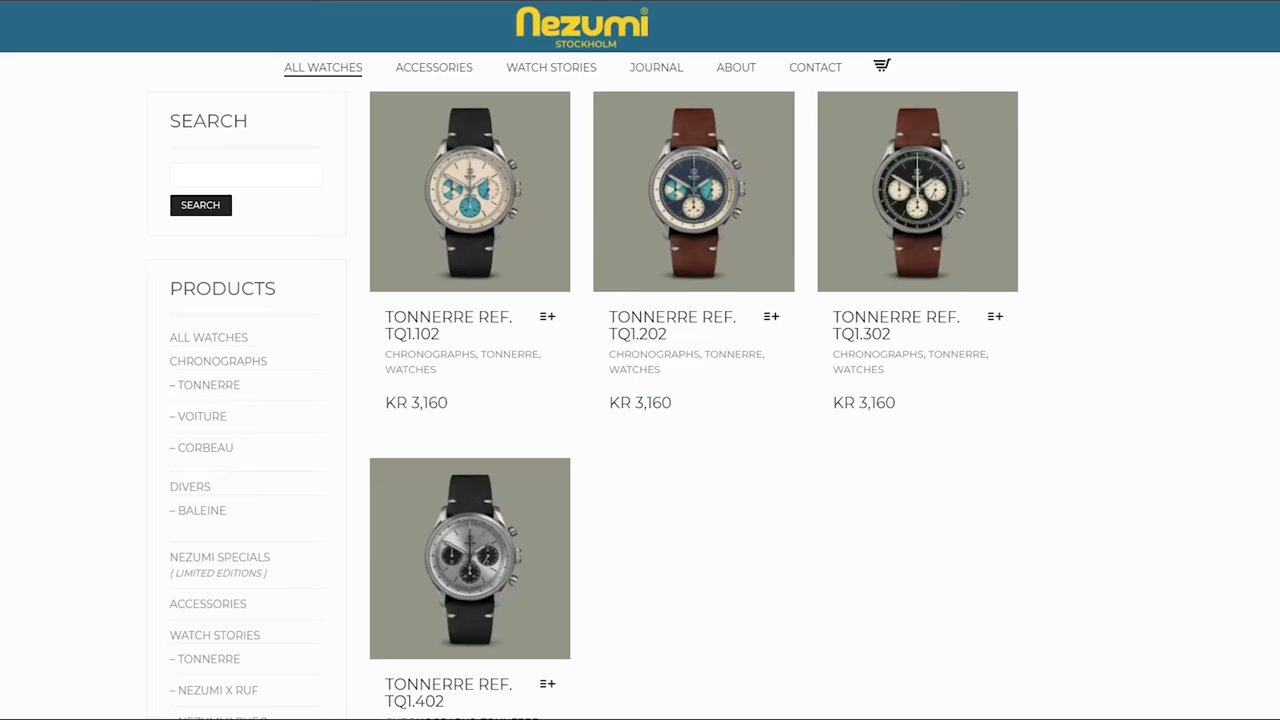 Nezumi®
STOCKHOLM
ALL WATCHES ACCESSORIES WATCH STORIES JOURNAL ABOUT CONTACT
SEARCH
SEARCH
PRODUCTS
ALL WATCHES
CHRONOGRAPHS
– TONNERRE
– VOITURE
– CORBEAU
DIVERS
– BALEINE
NEZUMI SPECIALS
( LIMITED EDITIONS )
ACCESSORIES
WATCH STORIES
– TONNERRE
– NEZUMI X RUF
TONNERRE REF.
TQ1.102
CHRONOGRAPHS, TONNERRE,
WATCHES
KR 3,160
TONNERRE REF.
TQ1.202
CHRONOGRAPHS, TONNERRE,
WATCHES
KR 3,160
TONNERRE REF.
TQ1.302
CHRONOGRAPHS, TONNERRE,
WATCHES
KR 3,160
TONNERRE REF.
TQ1.402